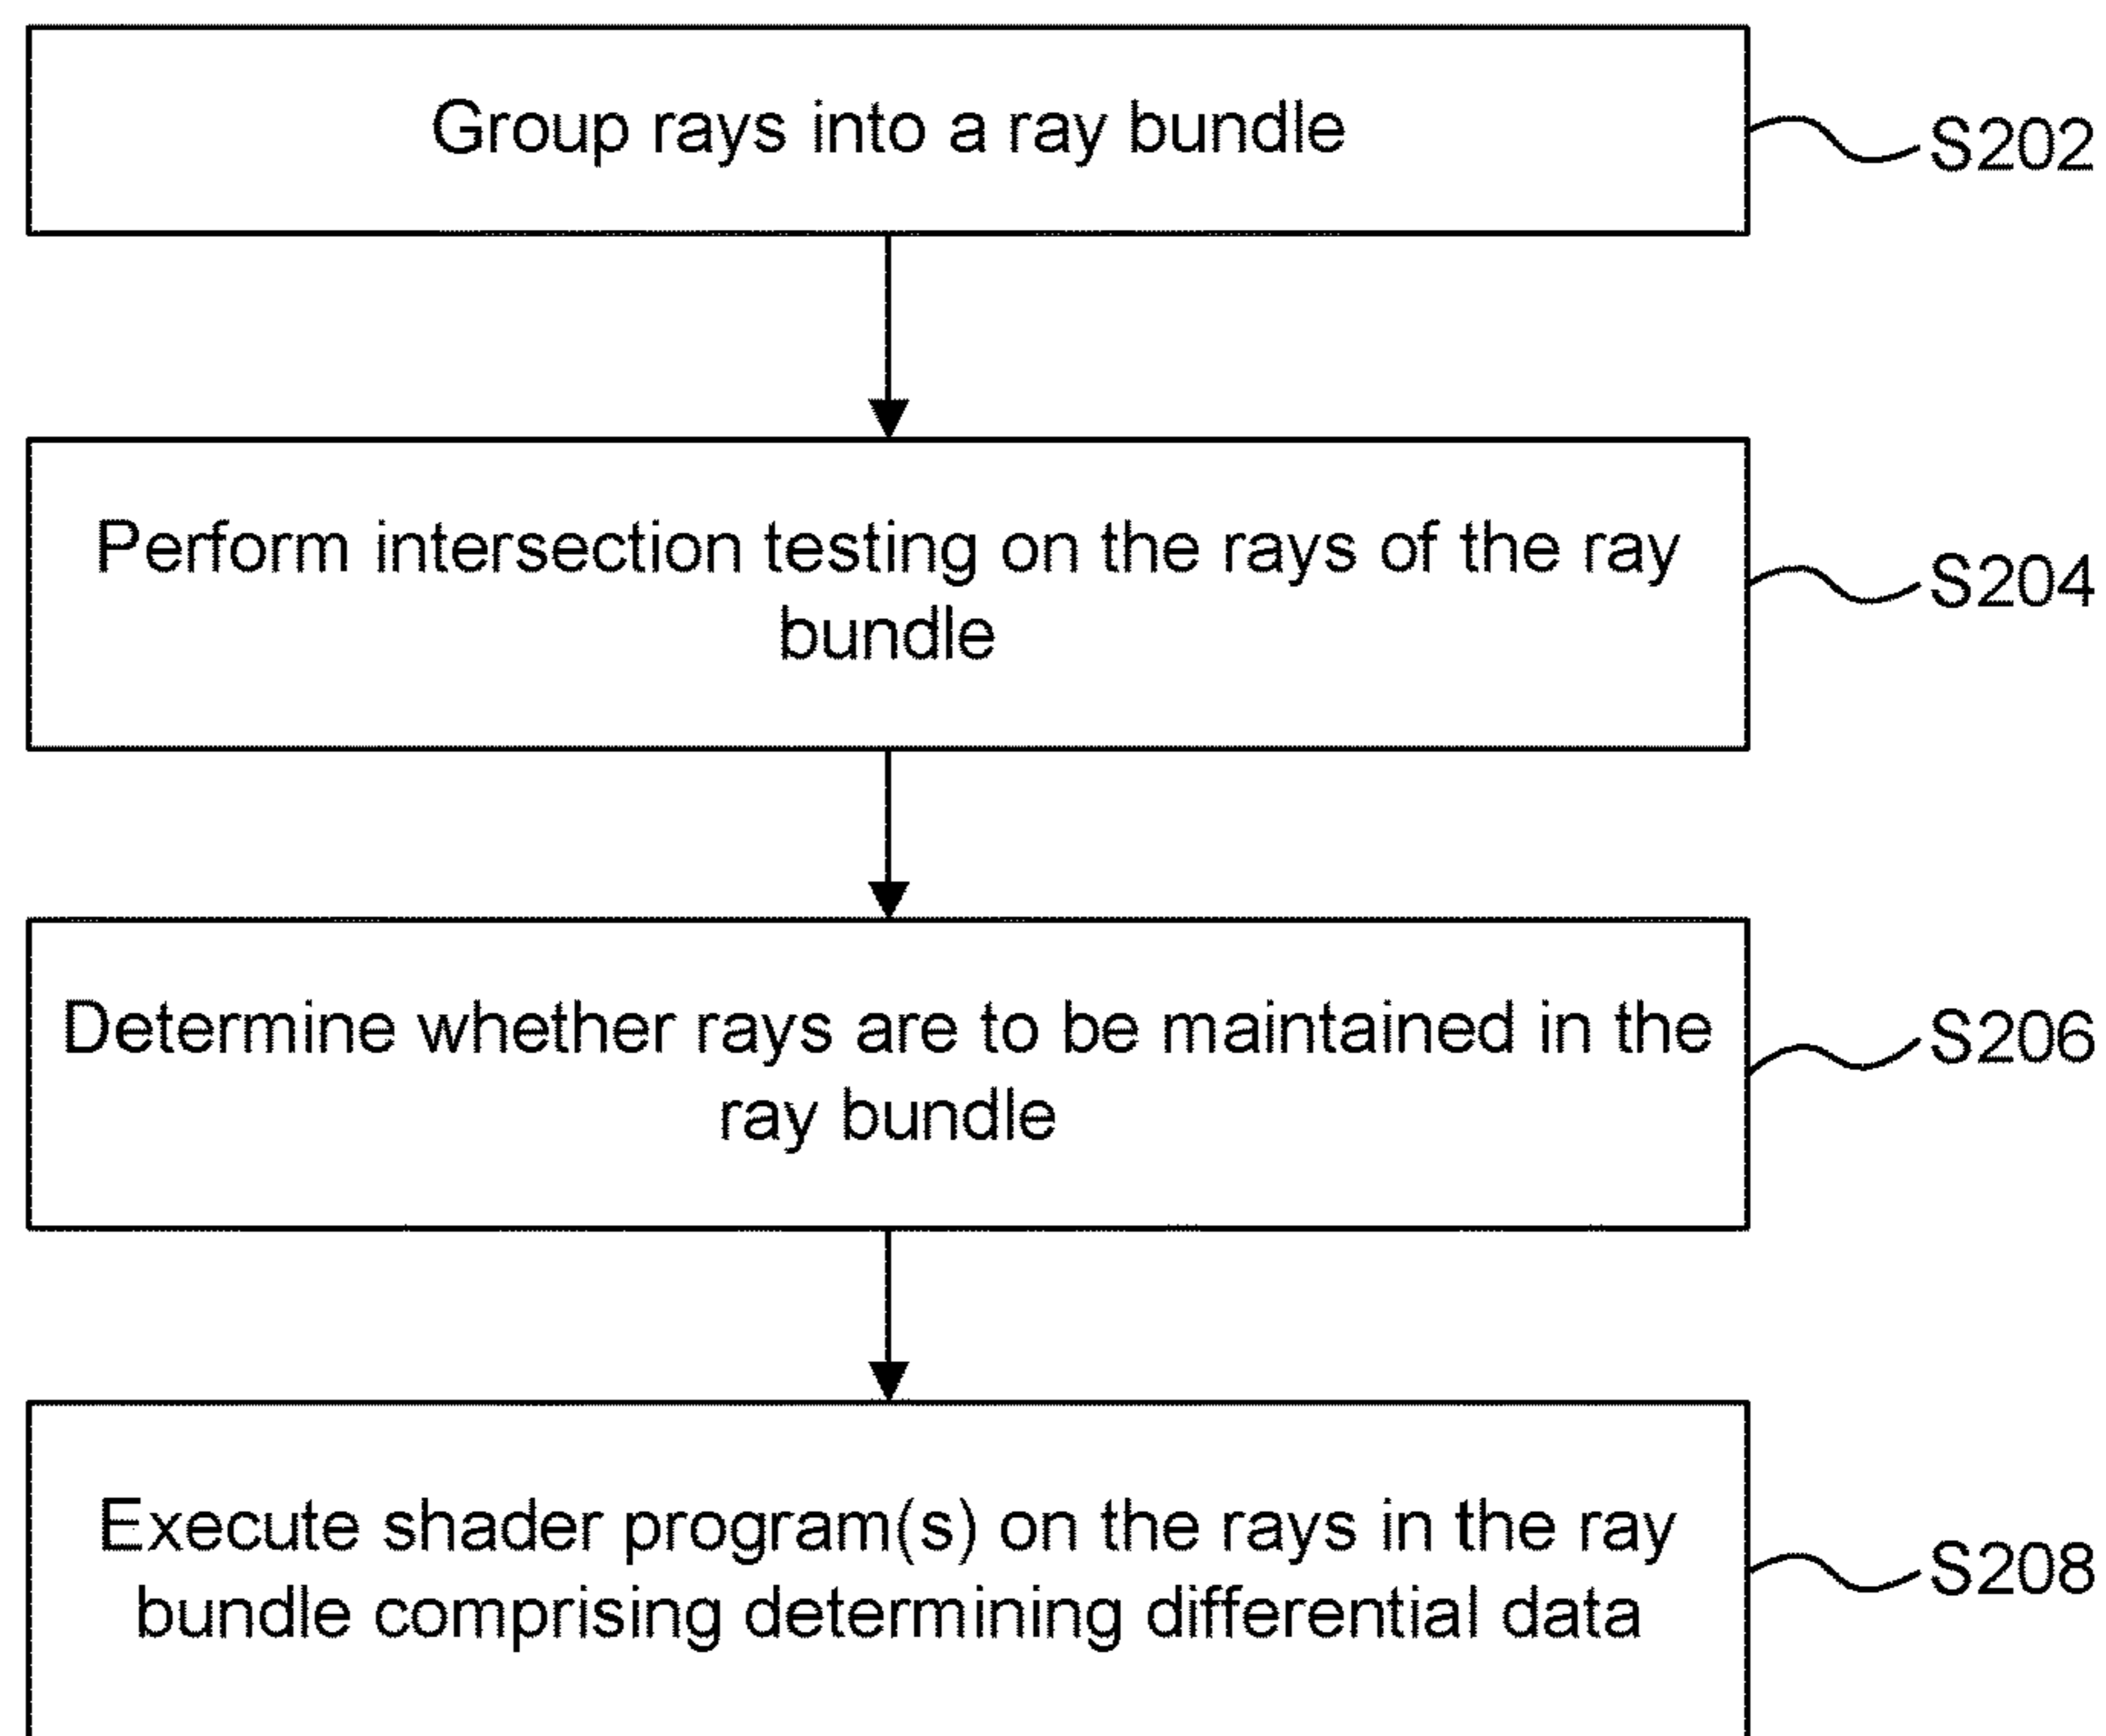 Group rays into a ray bundle
S202
Perform intersection testing on the rays of the ray
bundle
S204
Determine whether rays are to be maintained in the
ray bundle
S206
Execute shader program(s) on the rays in the ray
bundle comprising determining differential data
S208